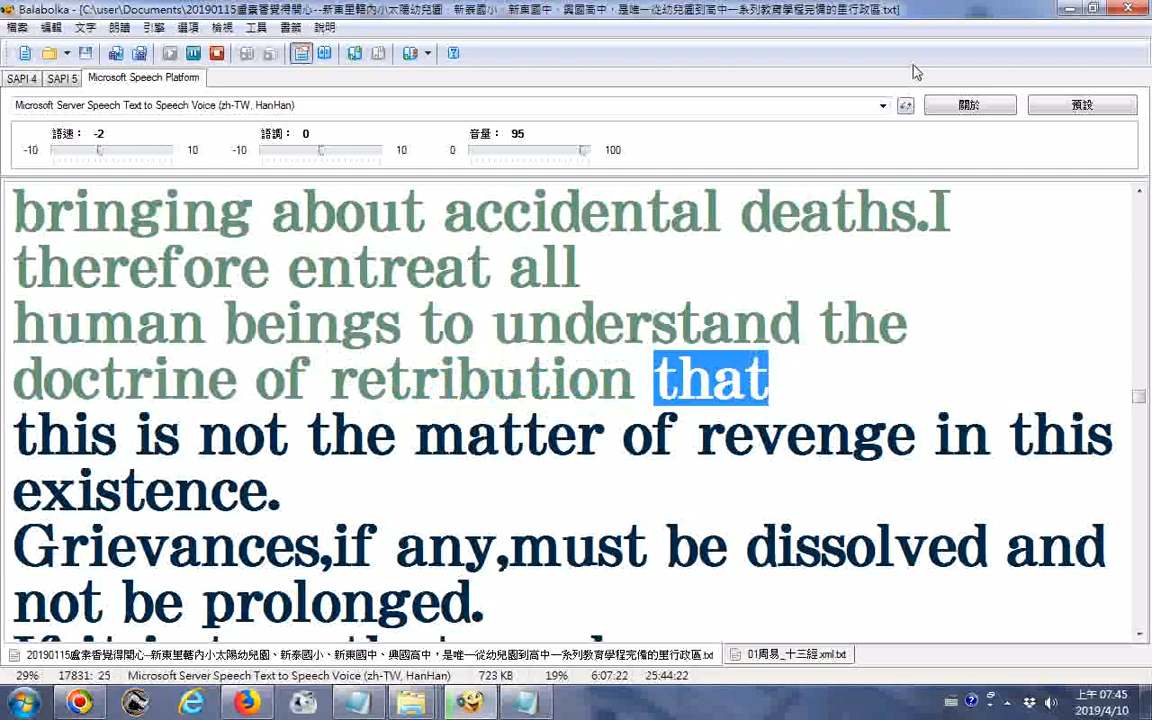 Balabolka - [C:\user\Documents\20190115盧素香覺得開心--新東里轄內小太陽幼兒園、新泰國小、新東國中、興國高中，是唯一從幼兒園到高中一系列教育學程完備的里行政區.txt]
檔案 編輯 文字 朗讀 引擎 選項 檢視 工具 書籤 說明
SAPI 4 SAPI 5 Microsoft Speech Platform
Microsoft Server Speech Text to Speech Voice (zh-TW, HanHan) 關於 預設
語速： -2 語調： 0 音量： 95
-10 10 -10 10 0 100
bringing about accidental deaths.I
therefore entreat all
human beings to understand the
doctrine of retribution that
this is not the matter of revenge in this
existence.
Grievances,if any,must be dissolved and
not be prolonged.
20190115盧素香覺得開心--新東里轄內小太陽幼兒園、新泰國小、新東國中、興國高中，是唯一從幼兒園到高中一系列教育學程完備的里行政區.txt 01周易_十三經.xml.txt
29% 17831: 25 Microsoft Server Speech Text to Speech Voice (zh-TW, HanHan) 723 KB 19% 6:07:22 25:44:22
上午 07:45
2019/4/10